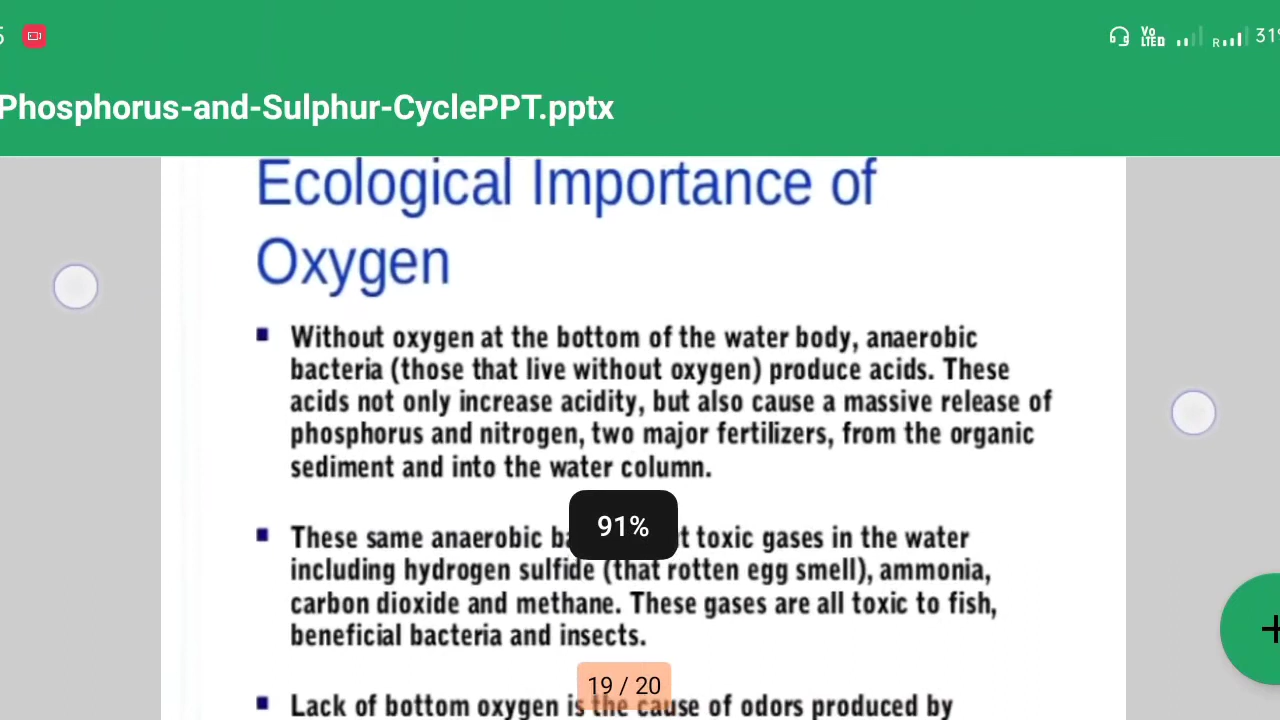 31%
Phosphorus-and-Sulphur-CyclePPT.pptx
Ecological Importance of
Oxygen
Without oxygen at the bottom of the water body, anaerobic
bacteria (those that live without oxygen) produce acids. These
acids not only increase acidity, but also cause a massive release of
phosphorus and nitrogen, two major fertilizers, from the organic
sediment and into the water column.
These same anaerobic toxic gases in the water
91%
including hydrogen sulfide (that rotten egg smell), ammonia,
carbon dioxide and methane. These gases are all toxic to fish,
beneficial bacteria and insects.
19 / 20
Lack of bottom oxygen is the cause of odors produced by